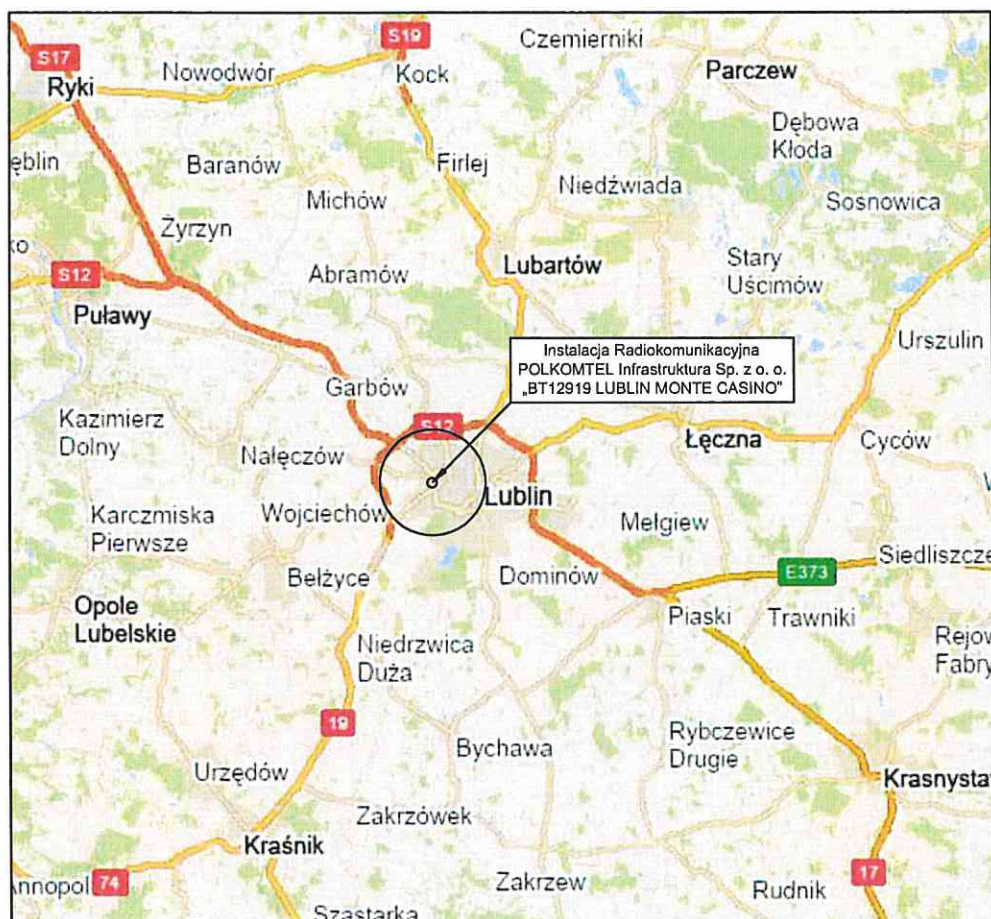 S19
Czemierniki
S17
Nowodwór
Kock
Parczew
Ryki
Dębowa
Kłoda
ęblin
Baranów
Firlej
Niedźwiada
Michów
Sosnowica
Żyrzyn
Stary
Uścimów
Lubartów
S12
Abramów
Puławy
Urszulin
Instalacja Radiokomunikacyjna
POLKOMTEL Infrastruktura Sp. z o. o.
„BT12919 LUBLIN MONTE CASINO"
Garbów
Kazimierz
Dolny
S12
Łęczna
Cyców
Nałęczów
Lublin
Karczmiska
Pierwsze
Wojciechów
Mełgiew
Siedliszcze
Bełżyce
Dominów
E373
Opole
Lubelskie
Piaski
Trawniki
Rejow
Fabry
Niedrzwica
Duża
19
Bychawa
Rybczewice
Drugie
Urzędów
Krasnystaw
Zakrzówek
Kraśnik
Annopol
74
Zakrzew
Rudnik
17
Szastarka